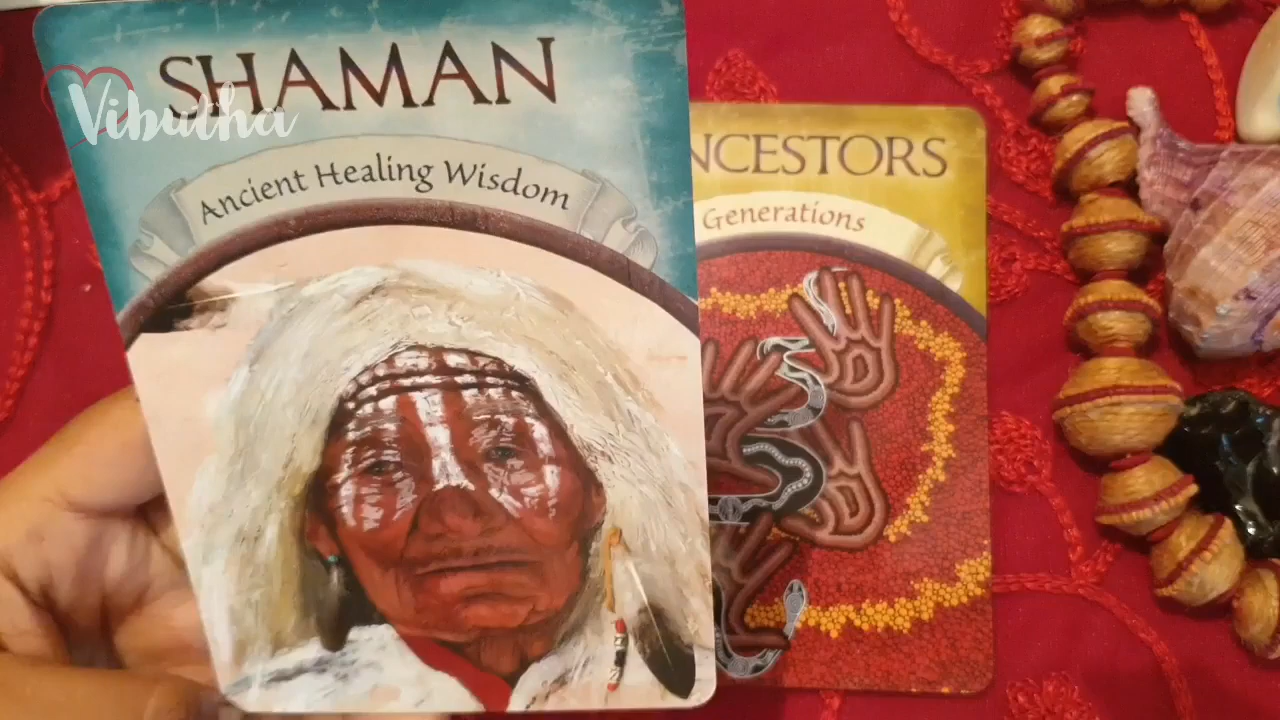 SHAMAN
Vibutha
Ancient Healing Wisdom
NCESTORS
Generations